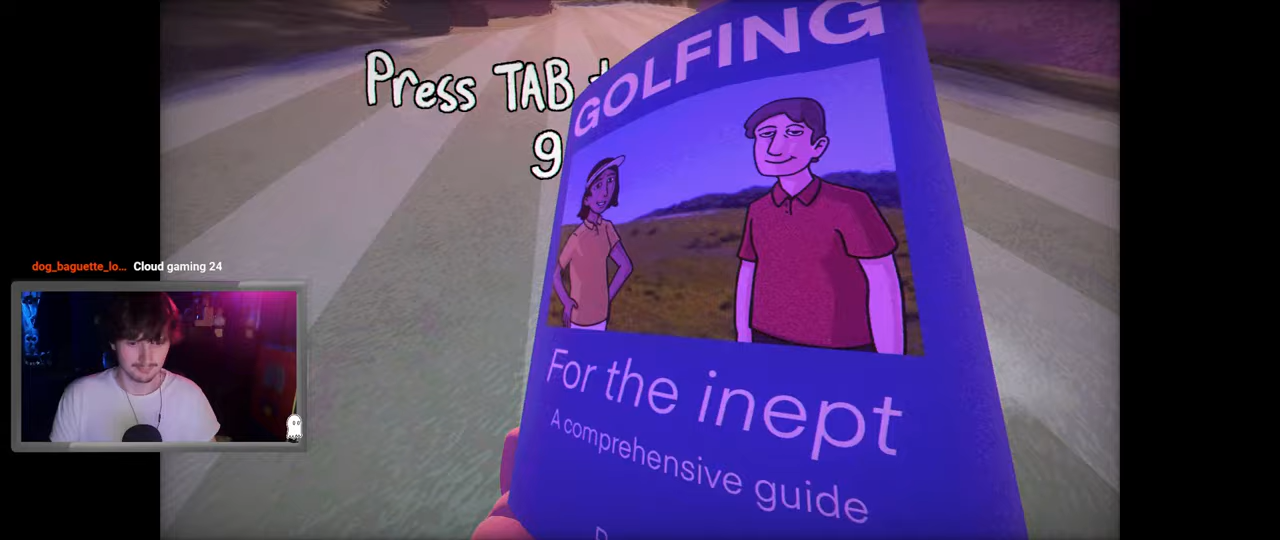 Press TAB
9
GOLFING
For the inept
A comprehensive guide
dog_baguette_lo... Cloud gaming 24